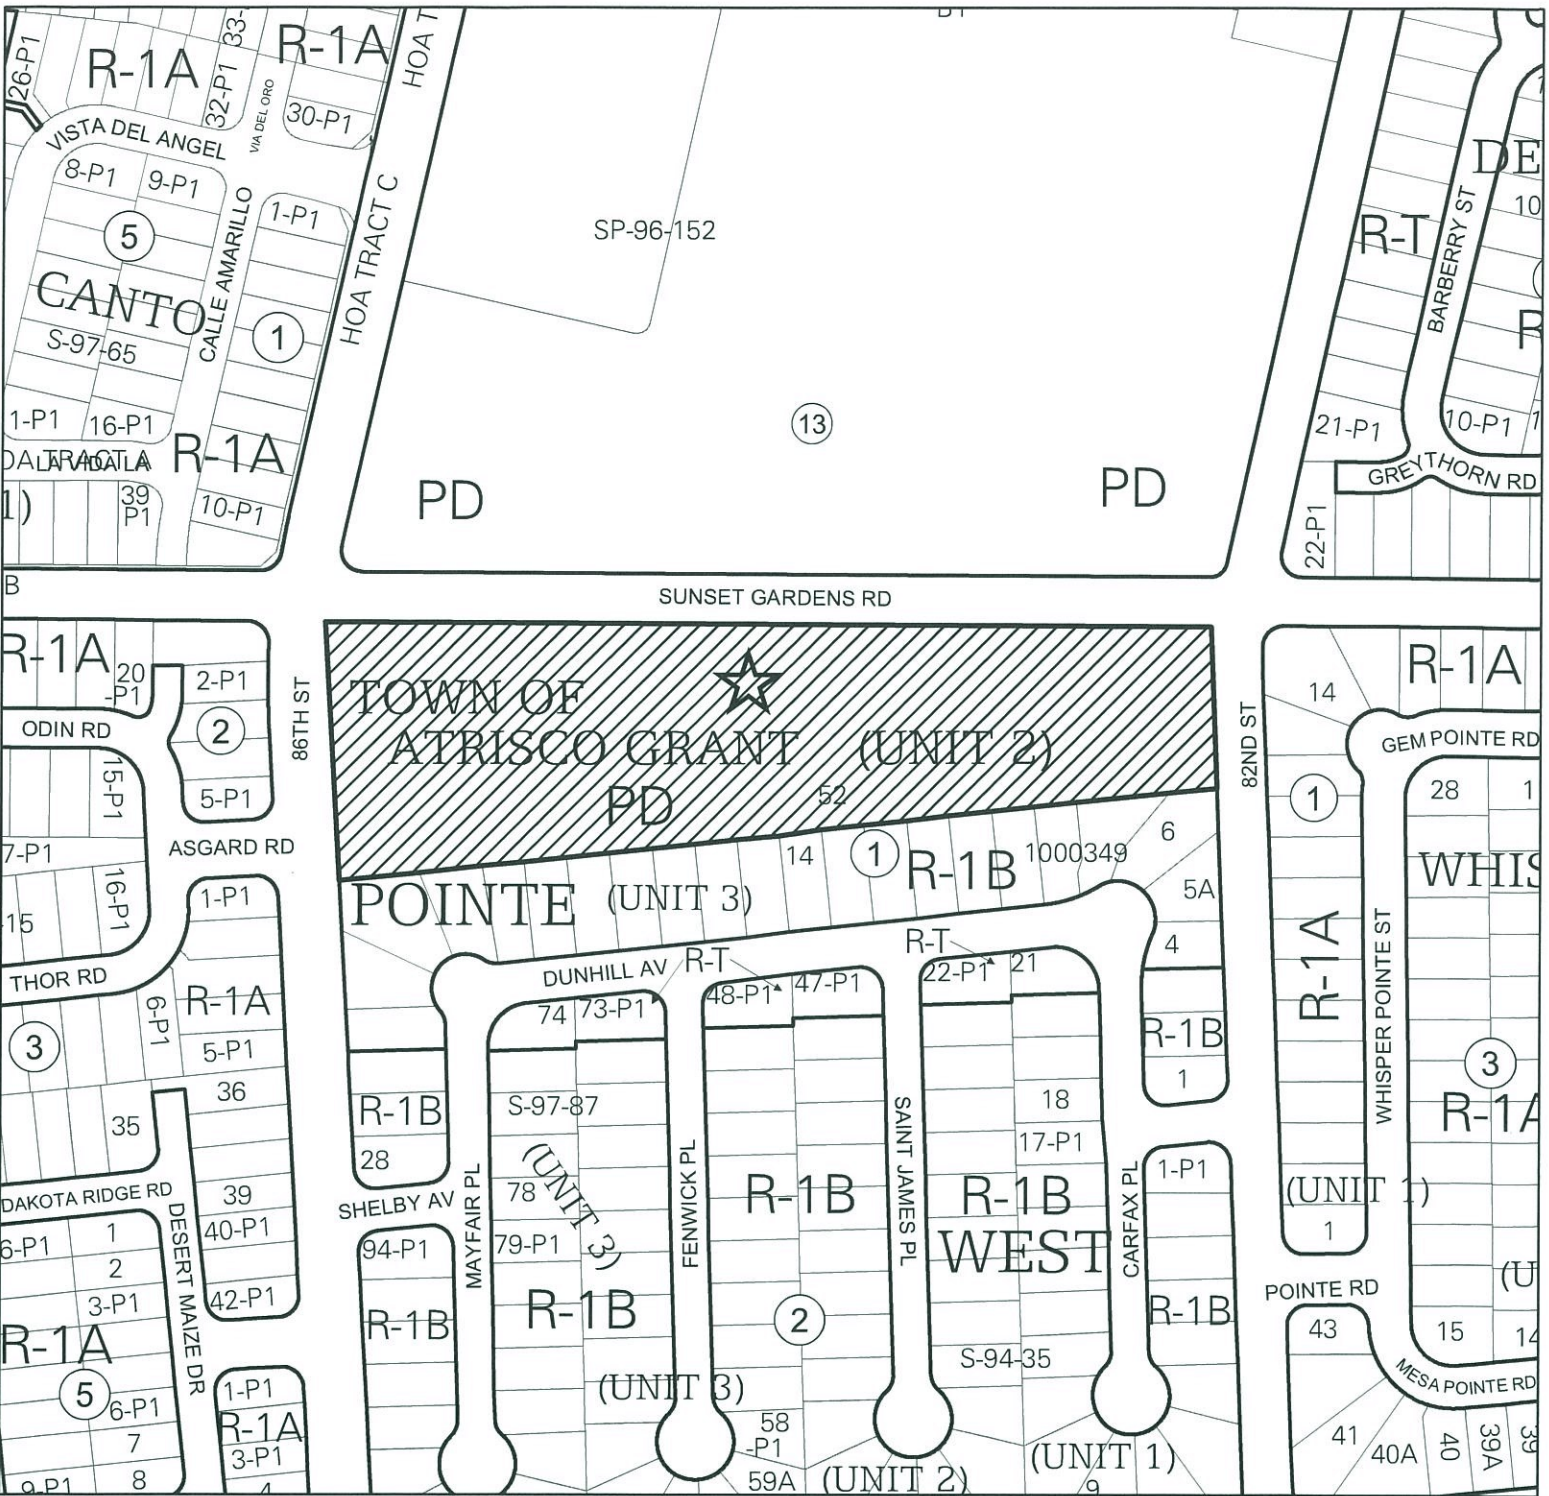 26-P1
R-1A
33-
32-P1
R-1A
HOA T
VIA DEL ORO
30-P1
VISTA DEL ANGEL
8-P1
9-P1
5
CANTO
S-97-65
CALLE AMARILLO
1-P1
1
HOA TRACT C
1-P1
16-P1
R-1A
TRACT A
39
P1
10-P1
1)
B
SP-96-152
13
PD
PD
R-T
BARBERRY ST
DE
10
R
21-P1
10-P1
1
GREYTHORN RD
22-P1
SUNSET GARDENS RD
R-1A
20
-P1
2-P1
ODIN RD
2
15-P1
5-P1
86TH ST
TOWN OF
ATRISCO GRANT (UNIT 2)
PD
52
82ND ST
14
R-1A
GEM POINTE RD
1
28
1
7-P1
ASGARD RD
16-P1
1-P1
-15
THOR RD
POINTE (UNIT 3)
14
1
R-1B
1000349
6
5A
4
WHIS
R-1A
WHISPER POINTE ST
DUNHILL AV
R-T
R-T
6-P1
R-1A
3
5-P1
74
73-P1
48-P1
47-P1
22-P1
21
R-1B
1
3
R-1A
36
35
R-1B
28
S-97-87
18
17-P1
(UNIT 3)
FENWICK PL
SAINT JAMES PL
CARFAX PL
1-P1
(UNIT 1)
1
DAKOTA RIDGE RD
39
40-P1
SHELBY AV
MAYFAIR PL
78
79-P1
R-1B
R-1B
WEST
6-P1
1
2
3-P1
DESERT MAIZE DR
42-P1
94-P1
R-1B
R-1B
2
R-1B
POINTE RD
(U
43
15
14
R-1A
5
6-P1
7
8
9-P1
1-P1
R-1A
3-P1
4
(UNIT 3)
S-94-35
58
-P1
59A
(UNIT 2)
(UNIT 1)
9
MESA POINTE RD
41
40A
40
39A
39